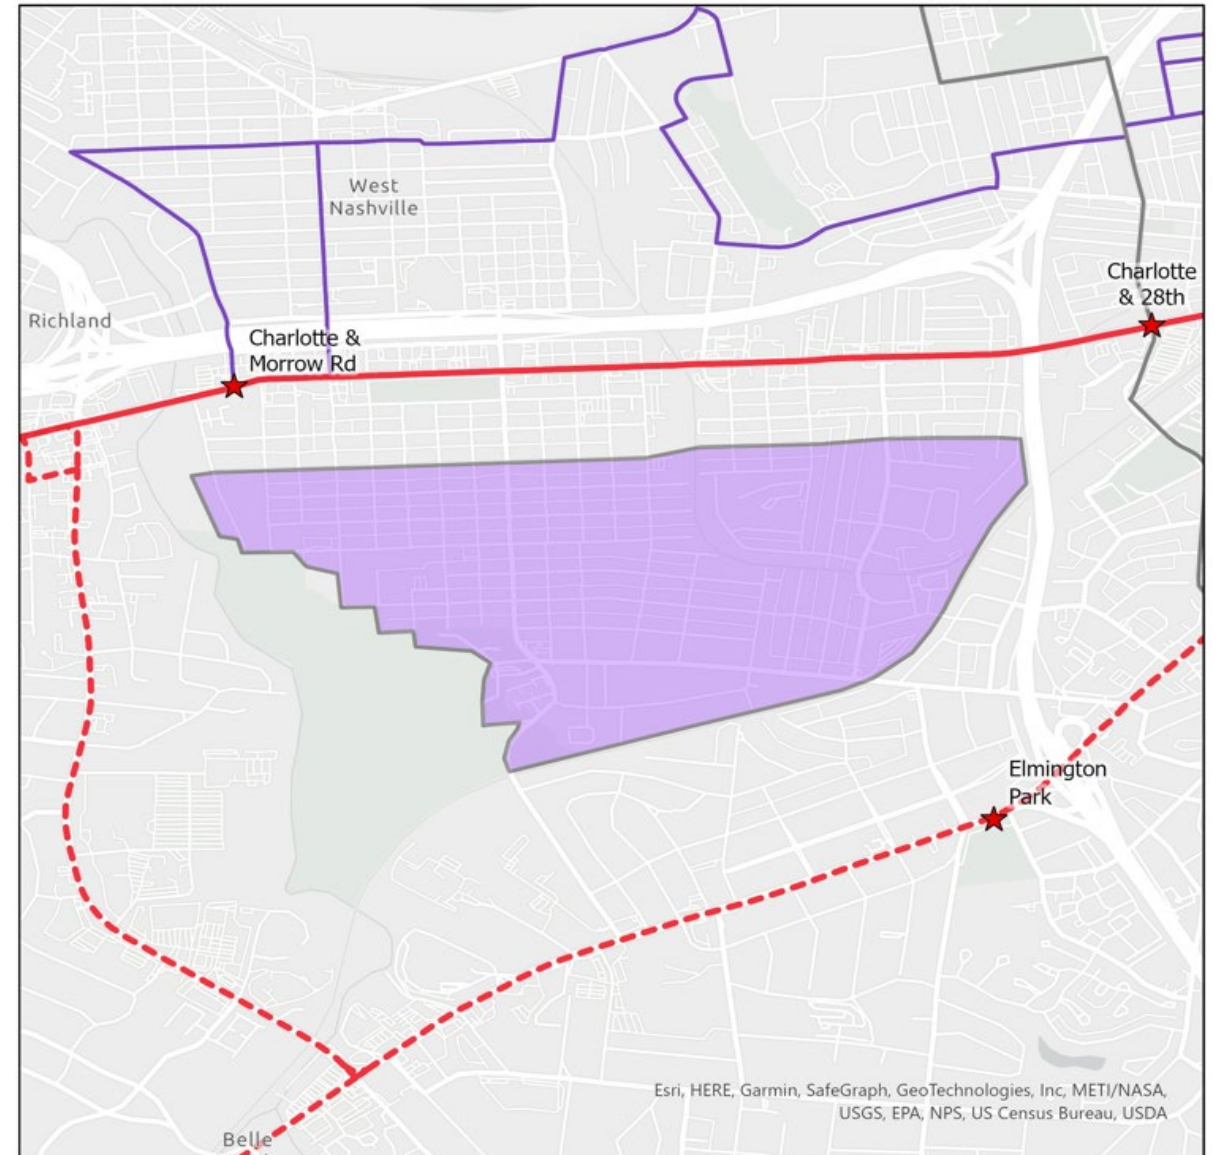 West
Nashville
Charlotte
& 28th
Richland
Charlotte &
Morrow Rd
Elmington
Park
Esri, HERE, Garmin, SafeGraph, GeoTechnologies, Inc, METI/NASA,
USGS, EPA, NPS, US Census Bureau, USDA
Belle